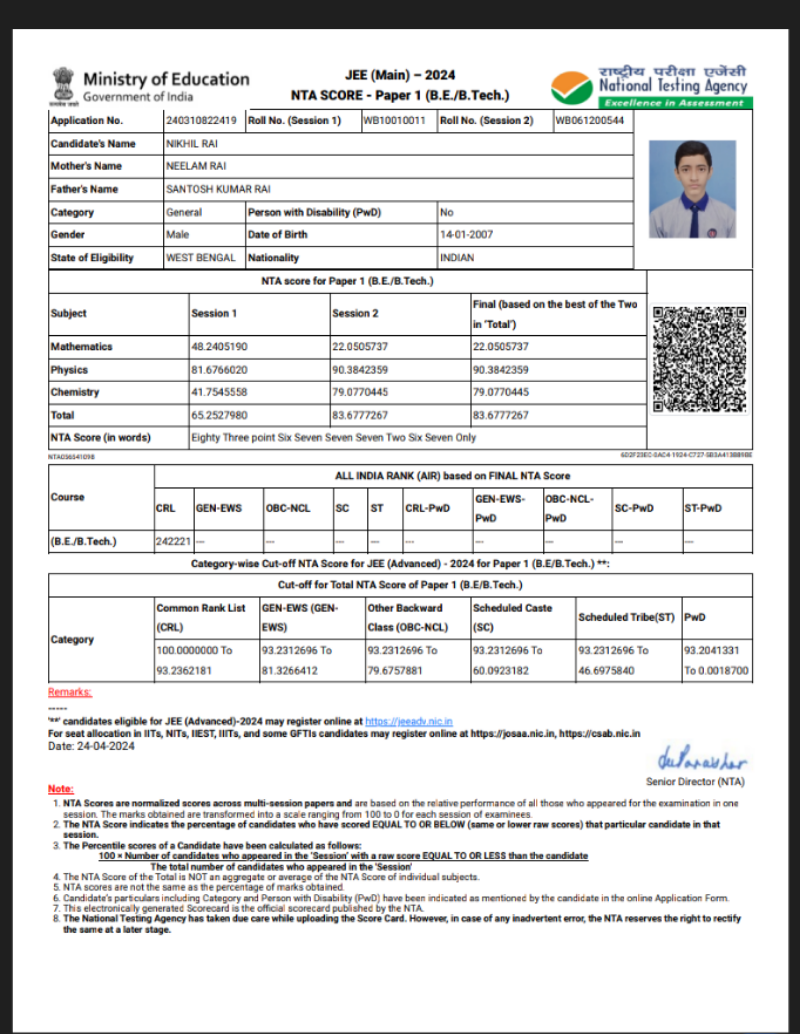 Ministry of Education
Government of India
JEE (Main) – 2024
NTA SCORE - Paper 1 (B.E./B.Tech.)
राष्ट्रीय परीक्षा एजेंसी
National Testing Agency
Excellence in Assessment
Application No. 240310822419 Roll No. (Session 1) WB10010011 Roll No. (Session 2) WB061200544
Candidate's Name NIKHIL RAI
Mother's Name NEELAM RAI
Father's Name SANTOSH KUMAR RAI
Category General Person with Disability (PwD) No
Gender Male Date of Birth 14-01-2007
State of Eligibility WEST BENGAL Nationality INDIAN
NTA score for Paper 1 (B.E./B.Tech.)
Subject Session 1 Session 2 Final (based on the best of the Two
in 'Total')
Mathematics 48.2405190 22.0505737 22.0505737
Physics 81.6766020 90.3842359 90.3842359
Chemistry 41.7545558 79.0770445 79.0770445
Total 65.2527980 83.6777267 83.6777267
NTA Score (in words) Eighty Three point Six Seven Seven Seven Two Six Seven Only
ALL INDIA RANK (AIR) based on FINAL NTA Score
Course CRL GEN-EWS OBC-NCL SC ST CRL-PwD GEN-EWS-
PwD OBC-NCL-
PwD SC-PwD ST-PwD
(B.E./B.Tech.) 242221 --- --- --- --- --- --- --- --- ---
Category-wise Cut-off NTA Score for JEE (Advanced) - 2024 for Paper 1 (B.E/B.Tech.) **:
Cut-off for Total NTA Score of Paper 1 (B.E/B.Tech.)
Category Common Rank List
(CRL) GEN-EWS (GEN-
EWS) Other Backward
Class (OBC-NCL) Scheduled Caste
(SC) Scheduled Tribe(ST) PwD
100.0000000 To 93.2312696 To 93.2312696 To 93.2312696 To 93.2312696 To 93.2041331
93.2362181 81.3266412 79.6757881 60.0923182 46.6975840 To 0.0018700
Remarks:
-----
'**' candidates eligible for JEE (Advanced)-2024 may register online at https://jeeadv.nic.in
For seat allocation in IITs, NITs, IIEST, IIITs, and some GFTIs candidates may register online at https://josaa.nic.in, https://csab.nic.in
Date: 24-04-2024
Senior Director (NTA)
Note:
1. NTA Scores are normalized scores across multi-session papers and are based on the relative performance of all those who appeared for the examination in one
session. The marks obtained are transformed into a scale ranging from 100 to 0 for each session of examinees.
2. The NTA Score indicates the percentage of candidates who have scored EQUAL TO OR BELOW (same or lower raw scores) that particular candidate in that
session.
3. The Percentile scores of a Candidate have been calculated as follows:
100 × Number of candidates who appeared in the 'Session' with a raw score EQUAL TO OR LESS than the candidate
The total number of candidates who appeared in the 'Session'
4. The NTA Score of the Total is NOT an aggregate or average of the NTA Score of individual subjects.
5. NTA scores are not the same as the percentage of marks obtained.
6. Candidate's particulars including Category and Person with Disability (PwD) have been indicated as mentioned by the candidate in the online Application Form.
7. This electronically generated Scorecard is the official scorecard published by the NTA.
8. The National Testing Agency has taken due care while uploading the Score Card. However, in case of any inadvertent error, the NTA reserves the right to rectify
the same at a later stage.